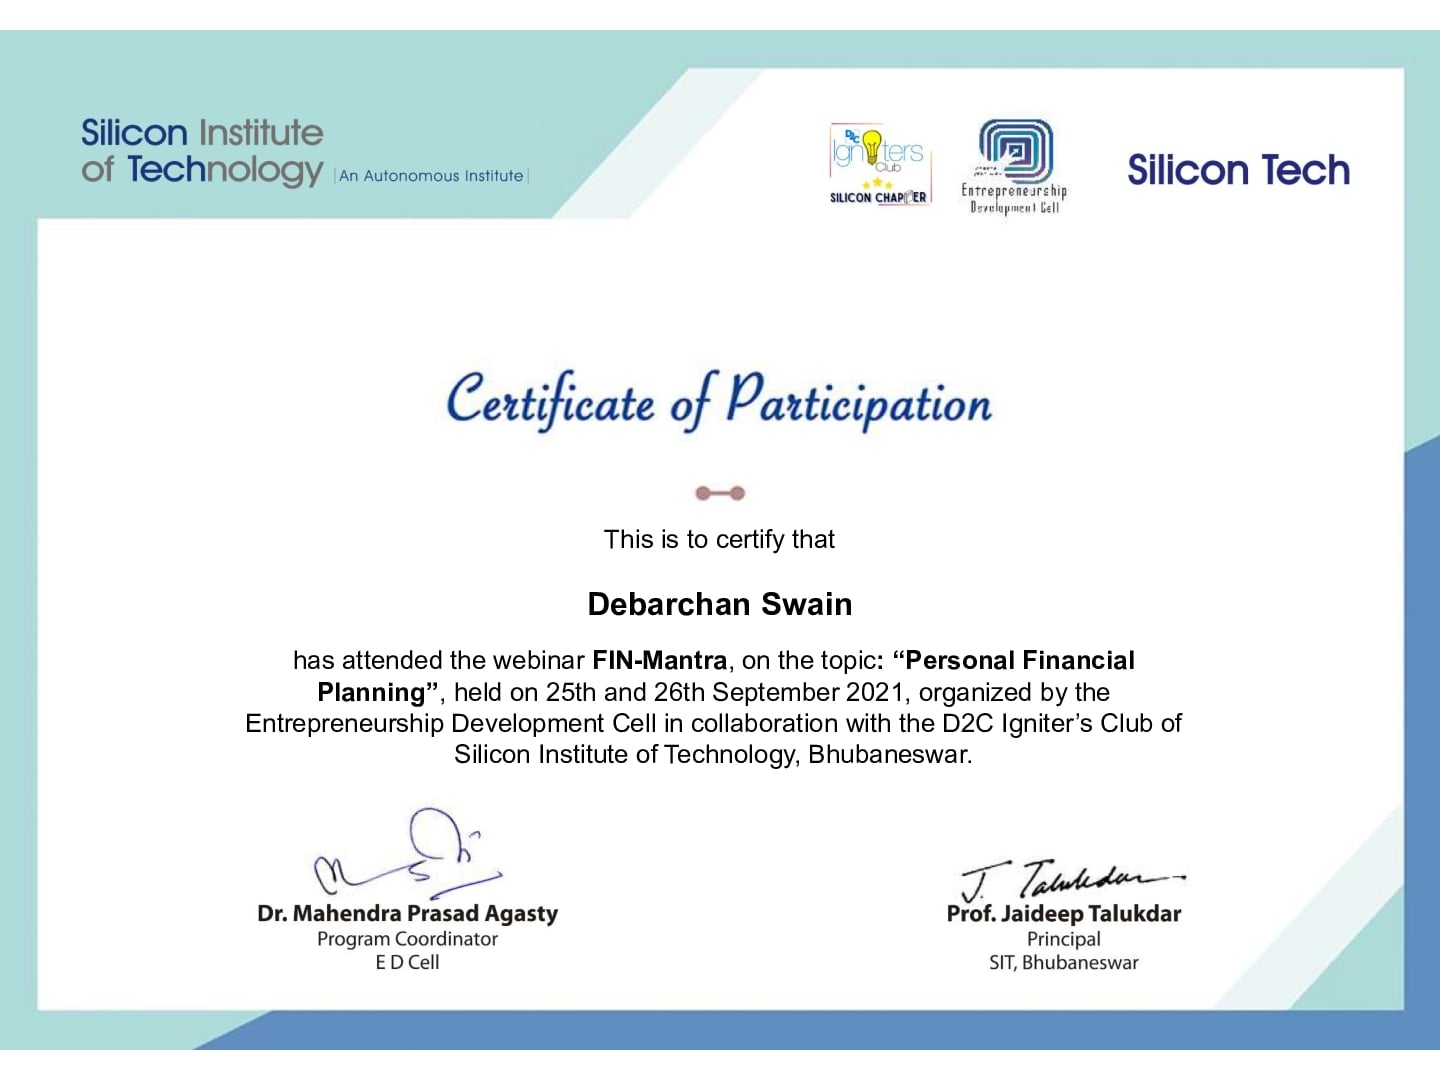 Silicon Institute
of Technology |An Autonomous Institute|
D2C
Igniters
Club
SILICON CHAPTER
Entrepreneurship
Development Cell
Silicon Tech
Certificate of Participation
This is to certify that
Debarchan Swain
has attended the webinar FIN-Mantra, on the topic: “Personal Financial
Planning”, held on 25th and 26th September 2021, organized by the
Entrepreneurship Development Cell in collaboration with the D2C Igniter’s Club of
Silicon Institute of Technology, Bhubaneswar.
J. Talukdar
Dr. Mahendra Prasad Agasty
Program Coordinator
E D Cell
Prof. Jaideep Talukdar
Principal
SIT, Bhubaneswar